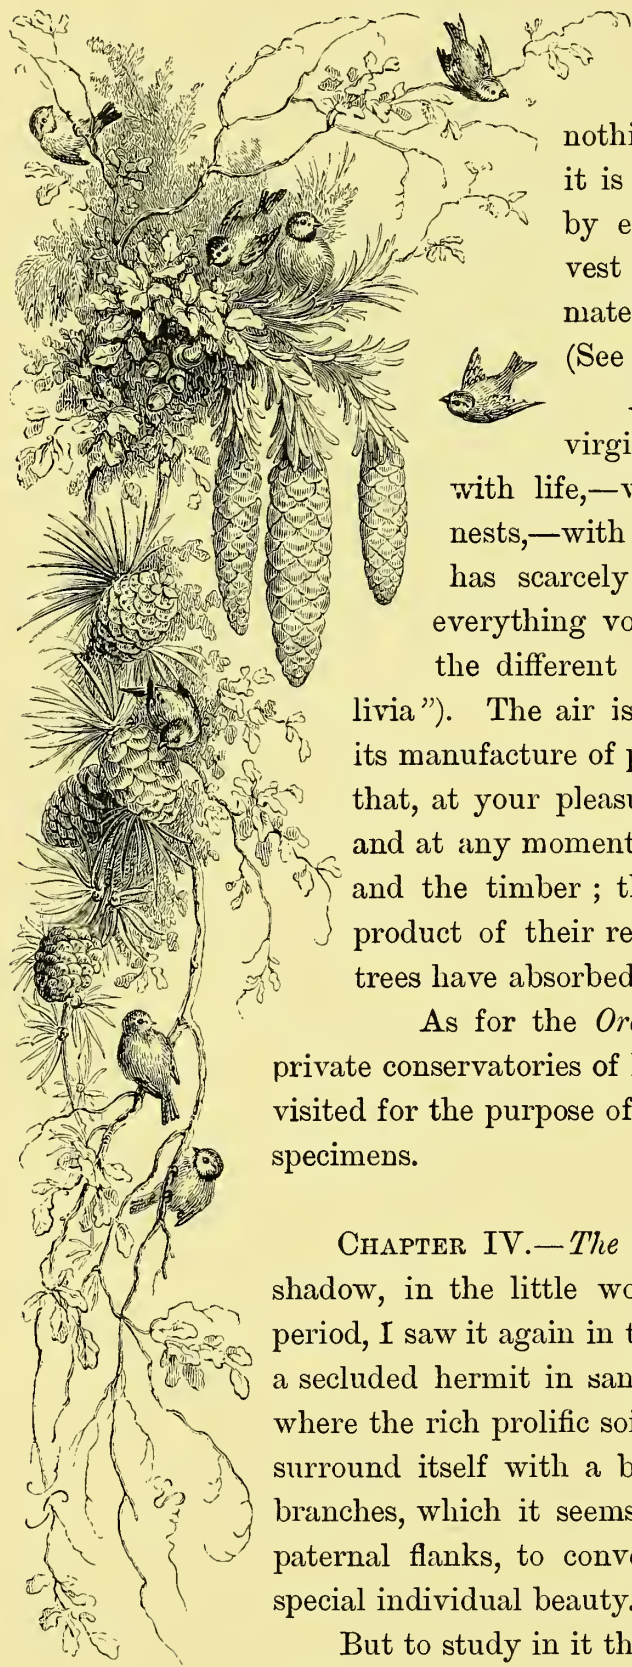 nothi
it is
by e
vest
mate
(See
virgi
with life,—v
nests,—with
has scarcely
everything vo
the different
livia”). The air is
its manufacture of p
that, at your pleasu
and at any moment
and the timber ; th
product of their re
trees have absorbed
As for the Or
private conservatories of
visited for the purpose of
specimens.
CHAPTER IV.—The
shadow, in the little wo
period, I saw it again in t
a secluded hermit in san
where the rich prolific soi
surround itself with a b
branches, which it seems
paternal flanks, to conv
special individual beauty.
But to study in it th